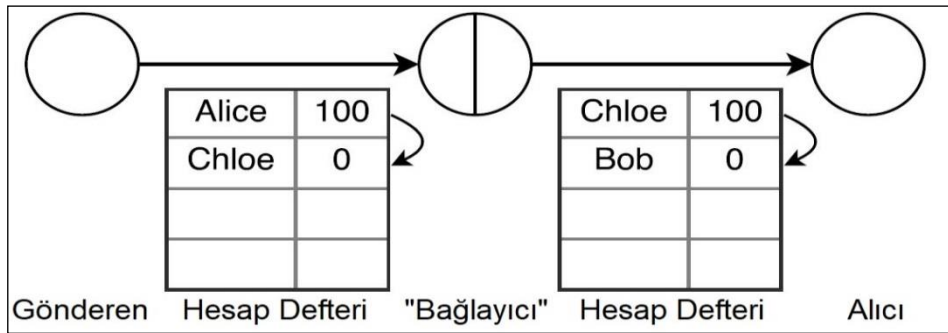 Alice 100 Chloe 100
Chloe 0 Bob 0
Gönderen Hesap Defteri "Bağlayıcı" Hesap Defteri Alıcı